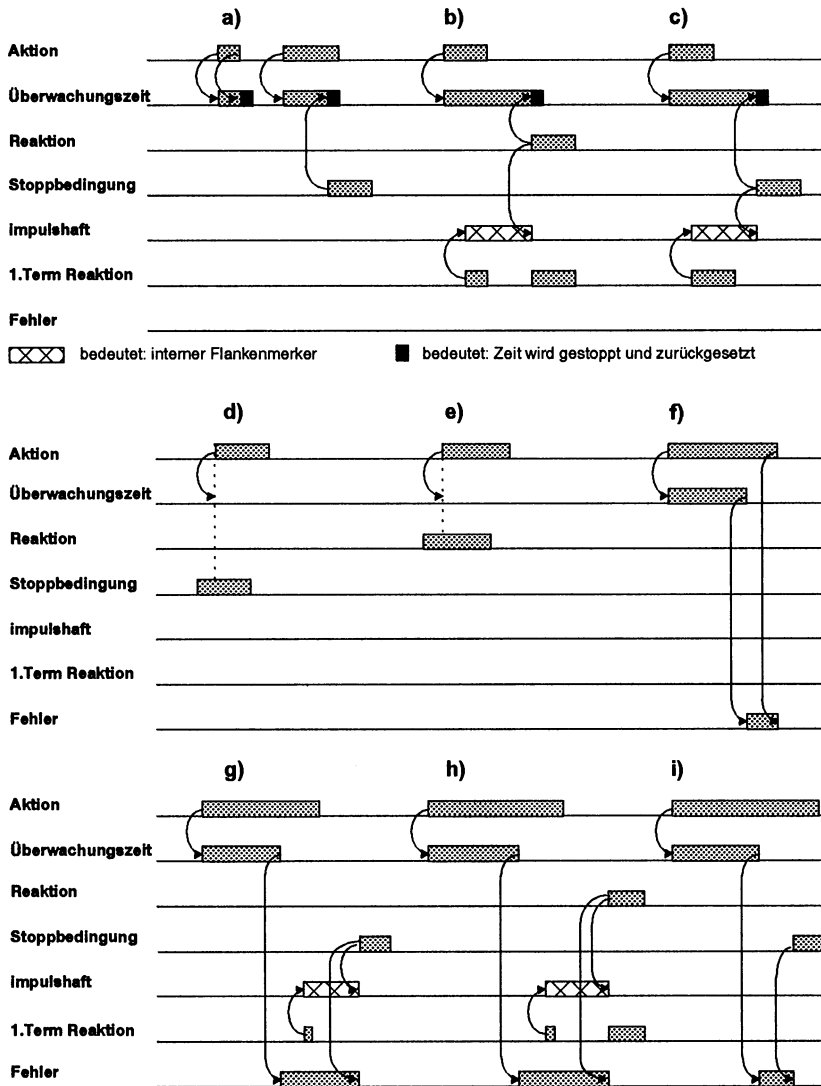 a) b) c)
Aktion
Überwachungszeit
Reaktion
Stoppbedingung
impulshaft
1.Term Reaktion
Fehler
bedeutet: interner Flankenmerker bedeutet: Zeit wird gestoppt und zurückgesetzt
d) e) f)
Aktion
Überwachungszeit
Reaktion
Stoppbedingung
impulshaft
1.Term Reaktion
Fehler
g) h) i)
Aktion
Überwachungszeit
Reaktion
Stoppbedingung
impulshaft
1.Term Reaktion
Fehler